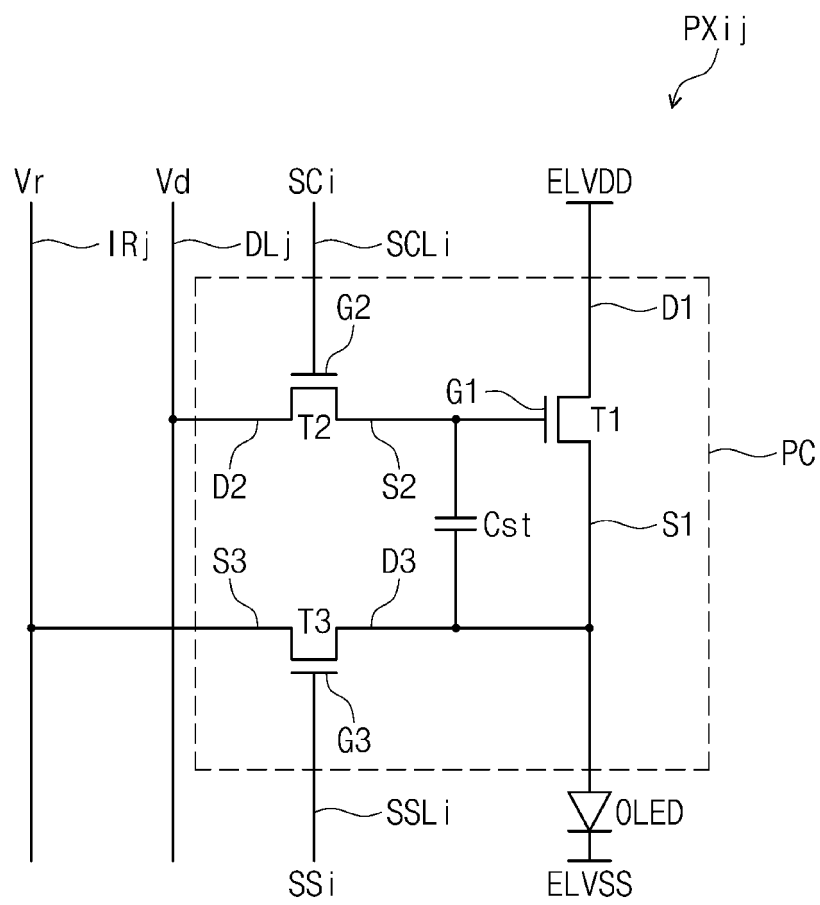 PXij
Vr Vd SCi ELVDD
IRj DLj SCLi
G2 D1
G1
T2 T1
D2 S2 PC
Cst S1
S3 D3
T3
G3
SSLi OLED
SSi ELVSS